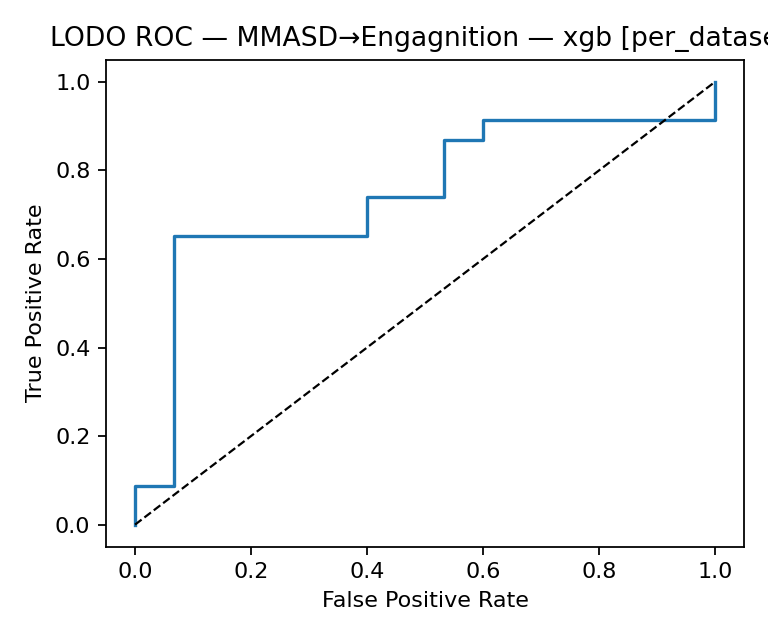 LODO ROC — MMASD→Engagnition — xgb [per_datase
1.0
0.8
0.6
0.4
0.2
0.0
True Positive Rate
0.0 0.2 0.4 0.6 0.8 1.0
False Positive Rate